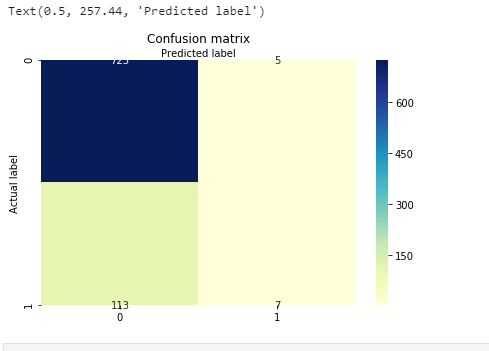 Text(0.5, 257.44, 'Predicted label')
Confusion matrix
Predicted label
0
5
600
450
Actual label
300
150
1
113
7
0
1